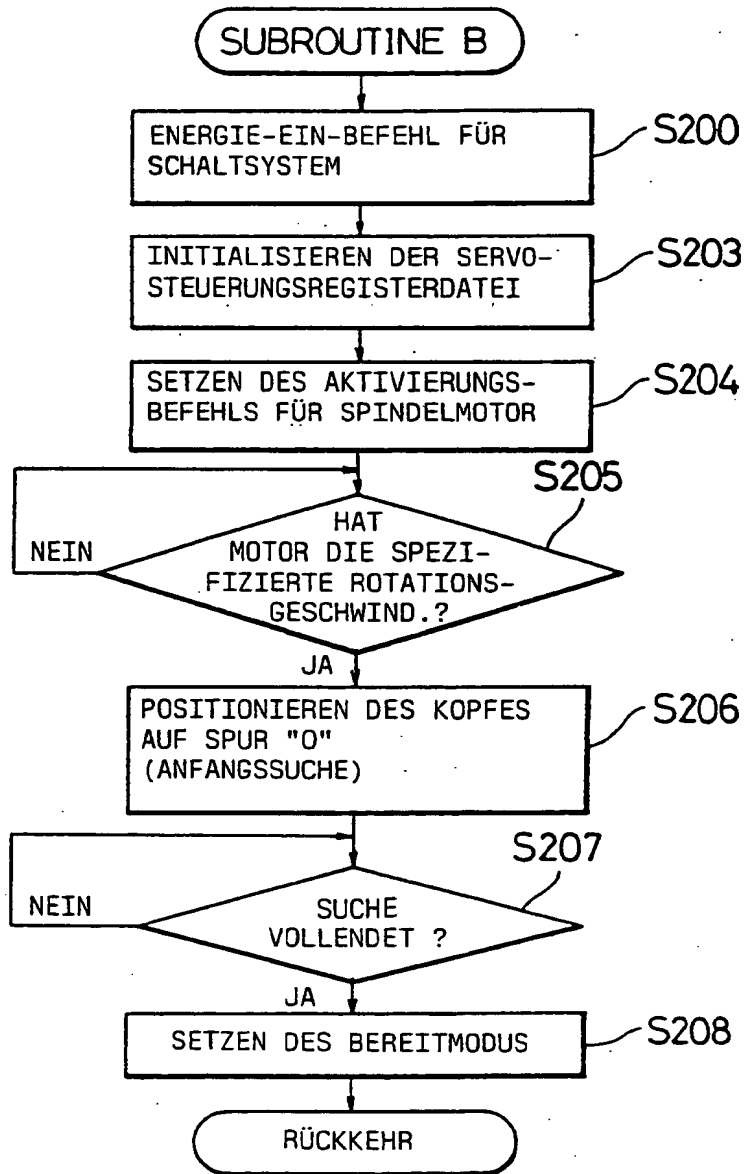 SUBROUTINE B
ENERGIE-EIN-BEFEHL FÜR
SCHALTSYSTEM
S200
INITIALISIEREN DER SERVO-
STEUERUNGSREGISTERDATEI
S203
SETZEN DES AKTIVIERUNGS-
BEFEHLS FÜR SPINDELMOTOR
S204
S205
HAT
MOTOR DIE SPEZI-
FIZIERTE ROTATIONS-
GESCHWIND.?
NEIN
JA
POSITIONIEREN DES KOPFES
AUF SPUR "0"
(ANFANGSSUCHE)
S206
S207
SUCHE
VOLLENDET ?
NEIN
JA
SETZEN DES BEREITMODUS
S208
RÜCKKEHR